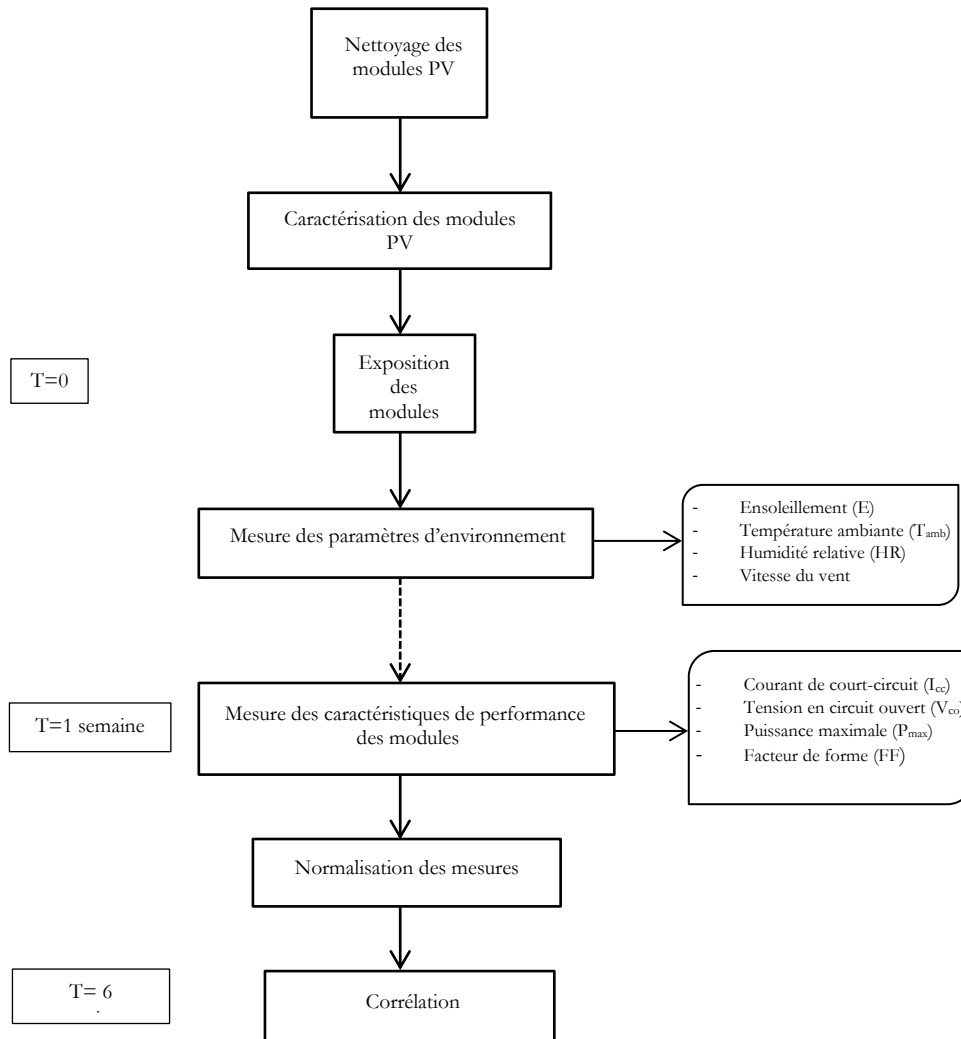 Nettoyage des
modules PV
Caractérisation des modules
PV
T=0
Exposition
des
modules
Mesure des paramètres d’environnement
- Ensoleillement (E)
- Température ambiante (Tamb)
- Humidité relative (HR)
- Vitesse du vent
T=1 semaine
Mesure des caractéristiques de performance
des modules
- Courant de court-circuit (Icc)
- Tension en circuit ouvert (Vco)
- Puissance maximale (Pmax)
- Facteur de forme (FF)
Normalisation des mesures
T= 6
Corrélation